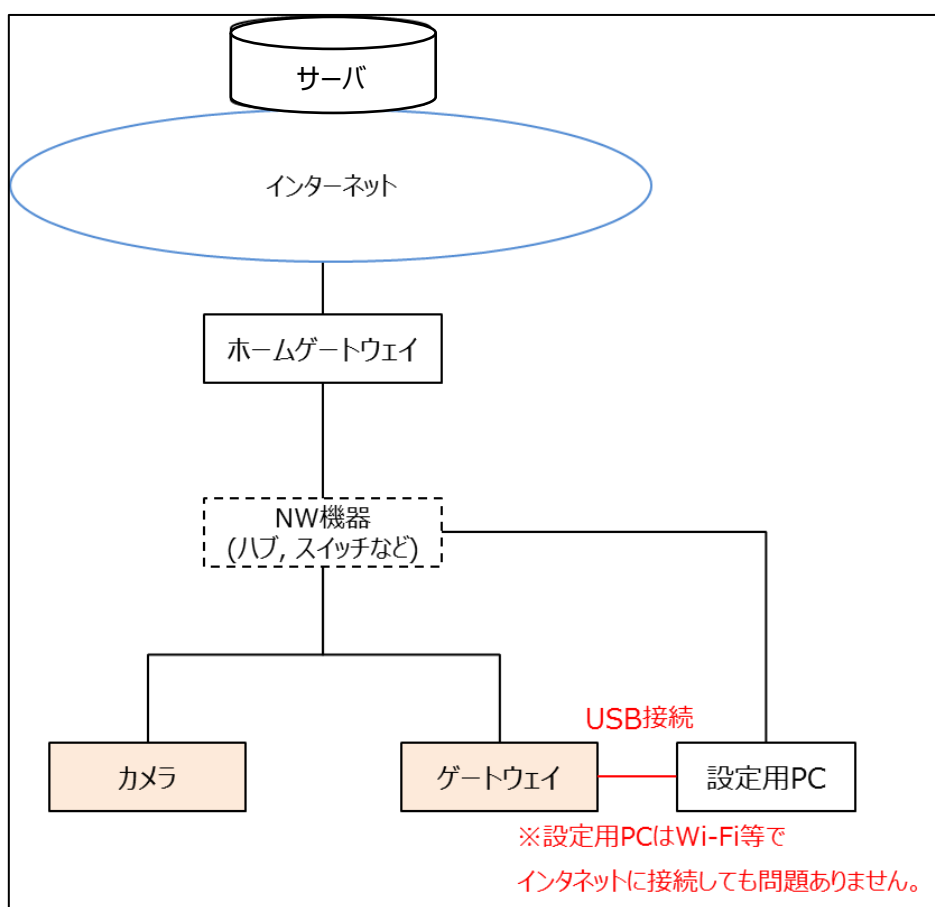 サーバ
インターネット
ホームゲートウェイ
NW機器
(ハブ, スイッチなど)
USB接続
カメラ
ゲートウェイ
設定用PC
※設定用PCはWi-Fi等で
インタネットに接続しても問題ありません。